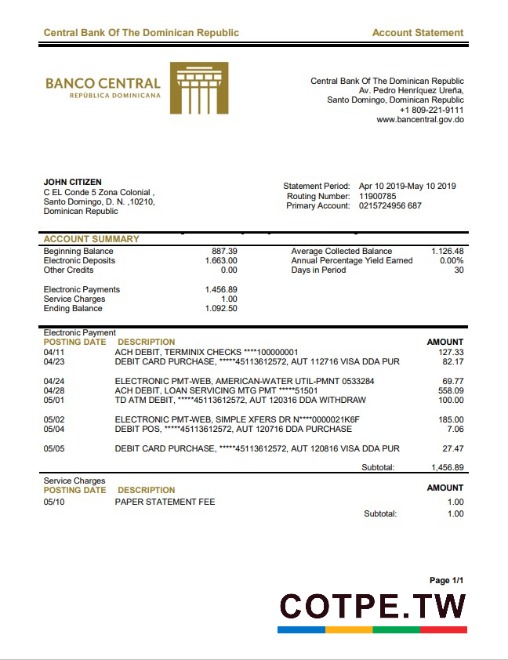 Central Bank Of The Dominican Republic Account Statement
BANCO CENTRAL
REPÚBLICA DOMINICANA
Central Bank Of The Dominican Republic
Av. Pedro Henríquez Ureña,
Santo Domingo, Dominican Republic
+1 809-221-9111
www.bancentral.gov.do
JOHN CITIZEN
C EL Conde 5 Zona Colonial ,
Santo Domingo, D. N. ,10210,
Dominican Republic
Statement Period: Apr 10 2019-May 10 2019
Routing Number: 11900785
Primary Account: 0215724956 687
ACCOUNT SUMMARY
Beginning Balance 887.39 Average Collected Balance 1.126.48
Electronic Deposits 1.663.00 Annual Percentage Yield Earned 0.00%
Other Credits 0.00 Days in Period 30
Electronic Payments 1.456.89
Service Charges 1.00
Ending Balance 1.092.50
Electronic Payment
POSTING DATE DESCRIPTION AMOUNT
04/11 ACH DEBIT, TERMINIX CHECKS ****100000001 127.33
04/23 DEBIT CARD PURCHASE, *****45113612572, AUT 112716 VISA DDA PUR 82.17
04/24 ELECTRONIC PMT-WEB, AMERICAN-WATER UTIL-PMNT 0533284 69.77
04/28 ACH DEBIT, LOAN SERVICING MTG PMT *****51501 558.09
05/01 TD ATM DEBIT, *****45113612572, AUT 120316 DDA WITHDRAW 100.00
05/02 ELECTRONIC PMT-WEB, SIMPLE XFERS DR N****0000021K6F 185.00
05/04 DEBIT POS, *****45113612572, AUT 120716 DDA PURCHASE 7.06
05/05 DEBIT CARD PURCHASE, *****45113612572, AUT 120816 VISA DDA PUR 27.47
Subtotal: 1,456.89
Service Charges
POSTING DATE DESCRIPTION AMOUNT
05/10 PAPER STATEMENT FEE 1.00
Subtotal: 1.00
Page 1/1
COTPE.TW